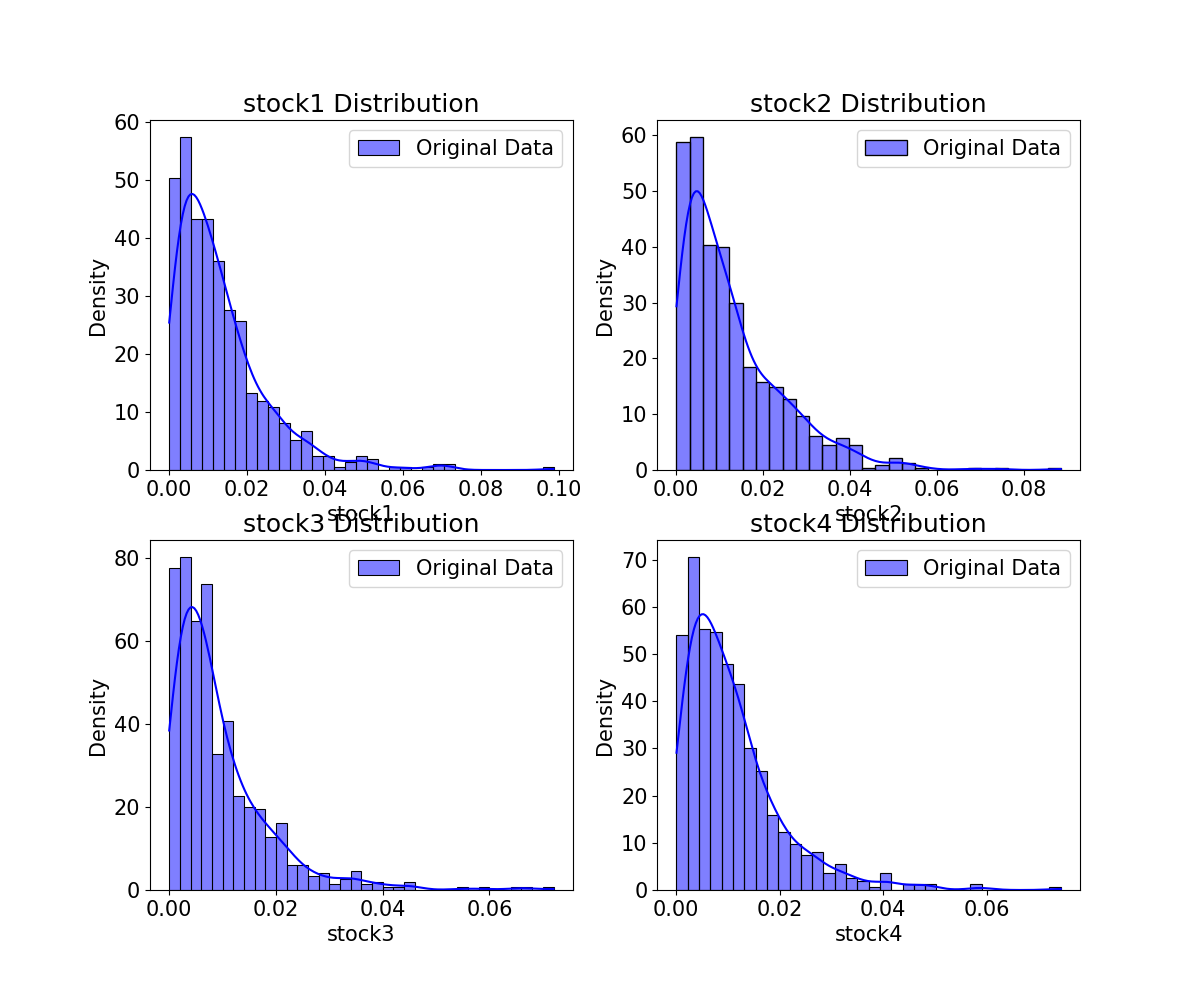 stock1 Distribution
Original Data
Density
60
50
40
30
20
10
0
0.00 0.02 0.04 0.06 0.08 0.10
stock1
stock2 Distribution
Original Data
Density
60
50
40
30
20
10
0
0.00 0.02 0.04 0.06 0.08
stock2
stock3 Distribution
Original Data
Density
80
60
40
20
0
0.00 0.02 0.04 0.06
stock3
stock4 Distribution
Original Data
Density
70
60
50
40
30
20
10
0
0.00 0.02 0.04 0.06
stock4